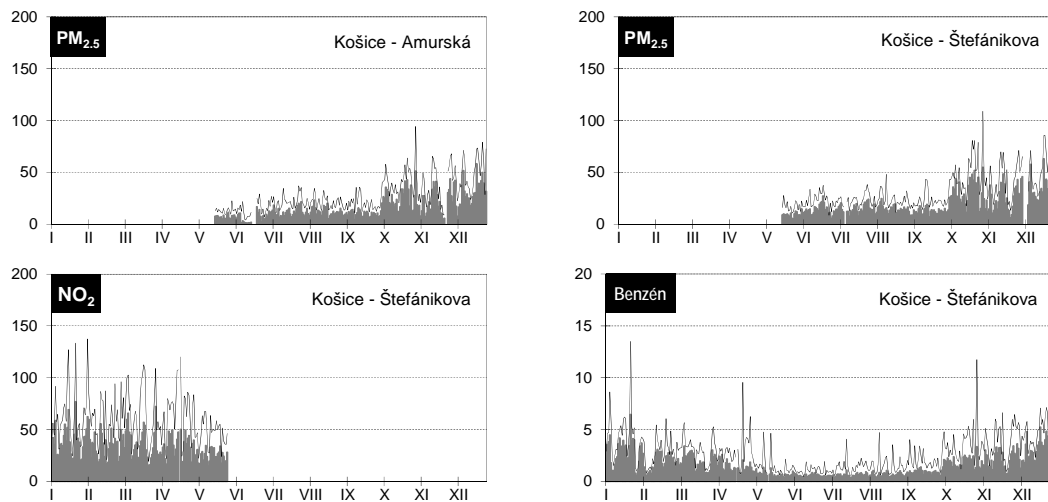 PM2.5
Košice - Amurská
200
150
100
50
0
I II III IV V VI VII VIII IX X XI XII
PM2.5
Košice - Štefánikova
200
150
100
50
0
I II III IV V VI VII VIII IX X XI XII
NO2
Košice - Štefánikova
200
150
100
50
0
I II III IV V VI VII VIII IX X XI XII
Benzén
Košice - Štefánikova
20
15
10
5
0
I II III IV V VI VII VIII IX X XI XII